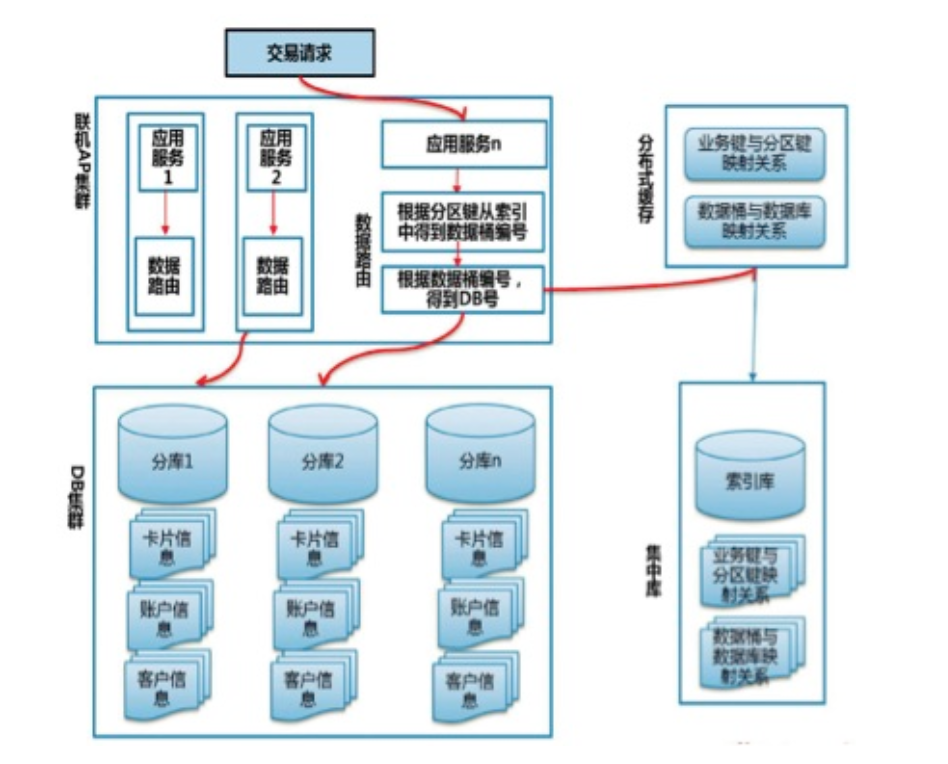 交易请求
联机AP集群
应用
服务
1
数据
路由
应用
服务
2
数据
路由
数据路由
应用服务n
根据分区键从索引
中得到数据桶编号
根据数据桶编号，
得到DB号
分布式缓存
业务键与分区键
映射关系
数据桶与数据库
映射关系
DB集群
分库1
卡片信
息
账户信
息
客户信
息
分库2
卡片信
息
账户信
息
客户信
息
分库n
卡片信
息
账户信
息
客户信
息
集中库
索引库
业务键与
分区键映
射关系
数据桶与
数据库映
射关系